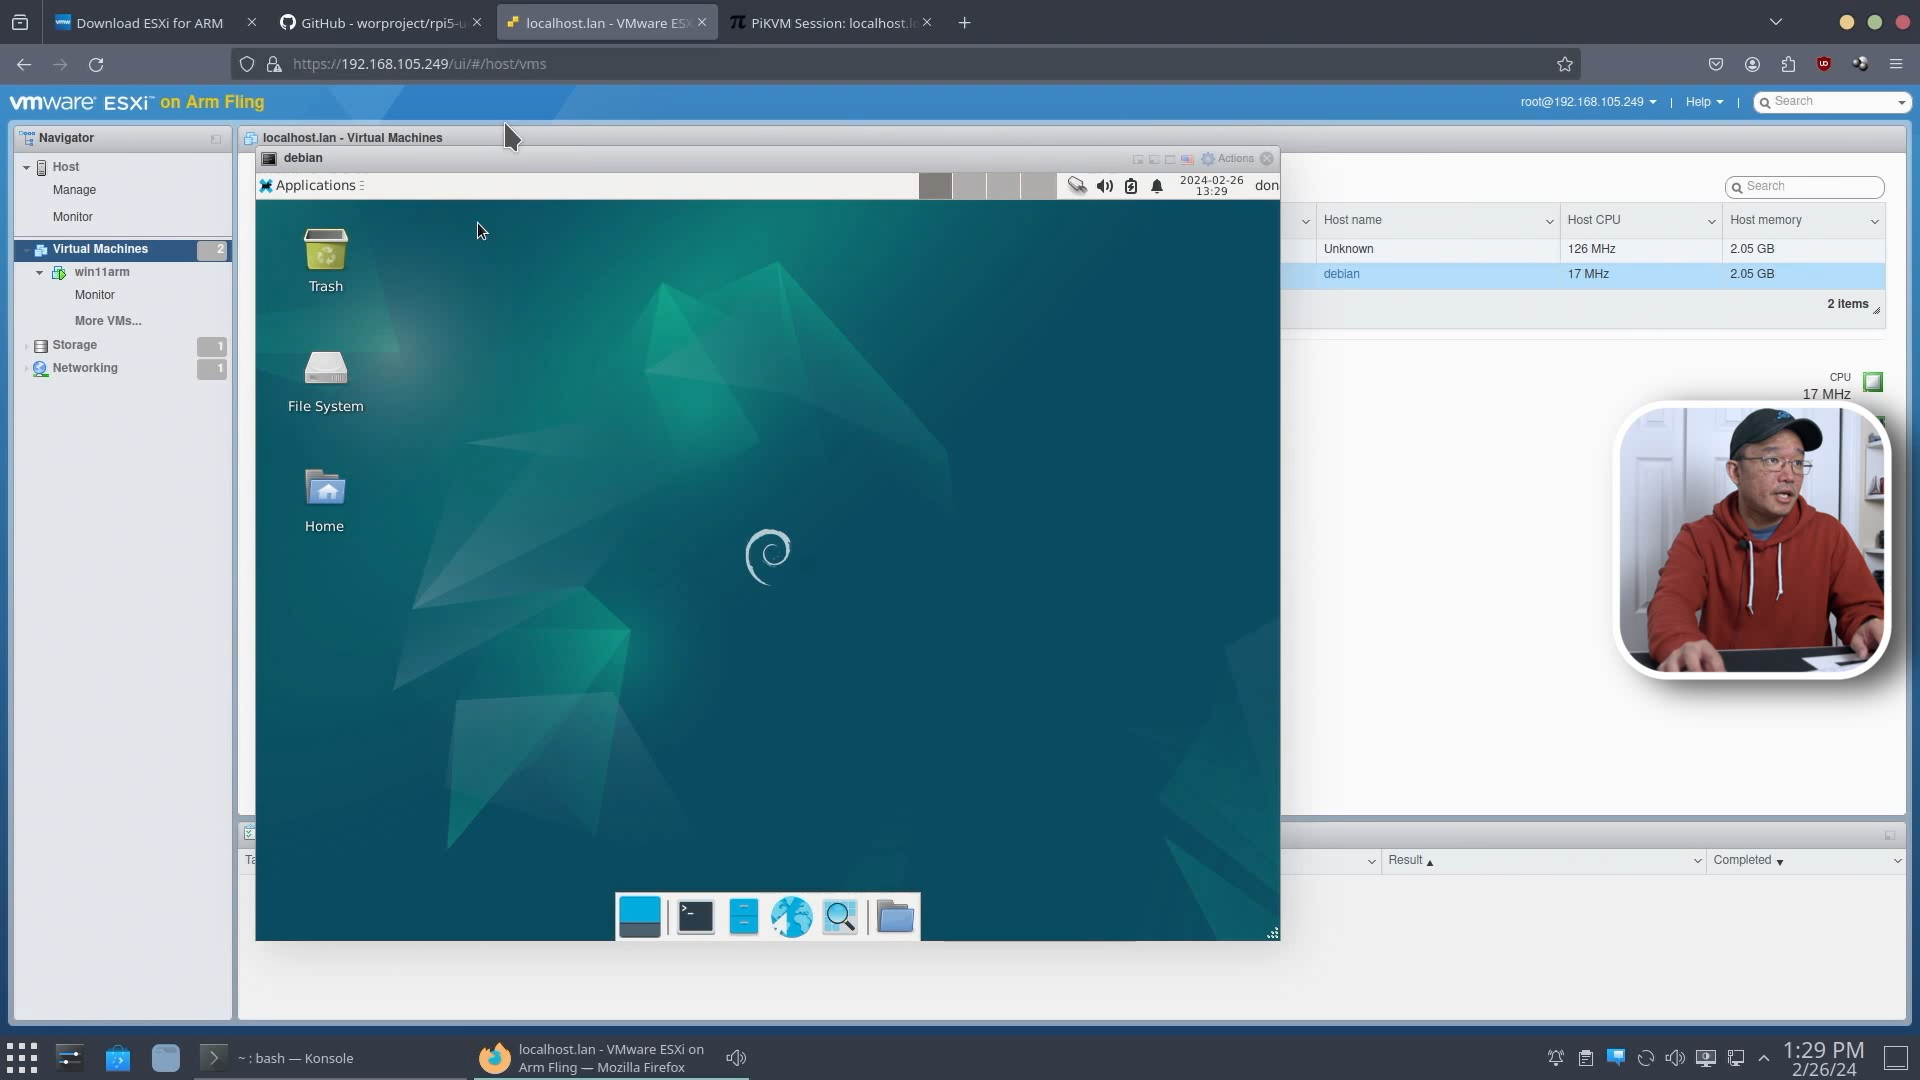 Download ESXi for ARM
GitHub - worproject/rpi5-u
localhost.lan - VMware ES
PiKVM Session: localhost.l
https://192.168.105.249/ui/#/host/vms
vmware ESXi on Arm Fling
root@192.168.105.249 | Help | Search
Navigator
Host
Manage
Monitor
Virtual Machines 2
win11arm
Monitor
More VMs...
Storage 1
Networking 1
localhost.lan - Virtual Machines
debian
Actions
Applications
2024-02-26
13:29
don
Trash
File System
Home
Search
Host name Host CPU Host memory
Unknown 126 MHz 2.05 GB
debian 17 MHz 2.05 GB
2 items
CPU
17 MHz
Ta
Result Completed
~ : bash — Konsole
localhost.lan - VMware ESXi on
Arm Fling — Mozilla Firefox
1:29 PM
2/26/24